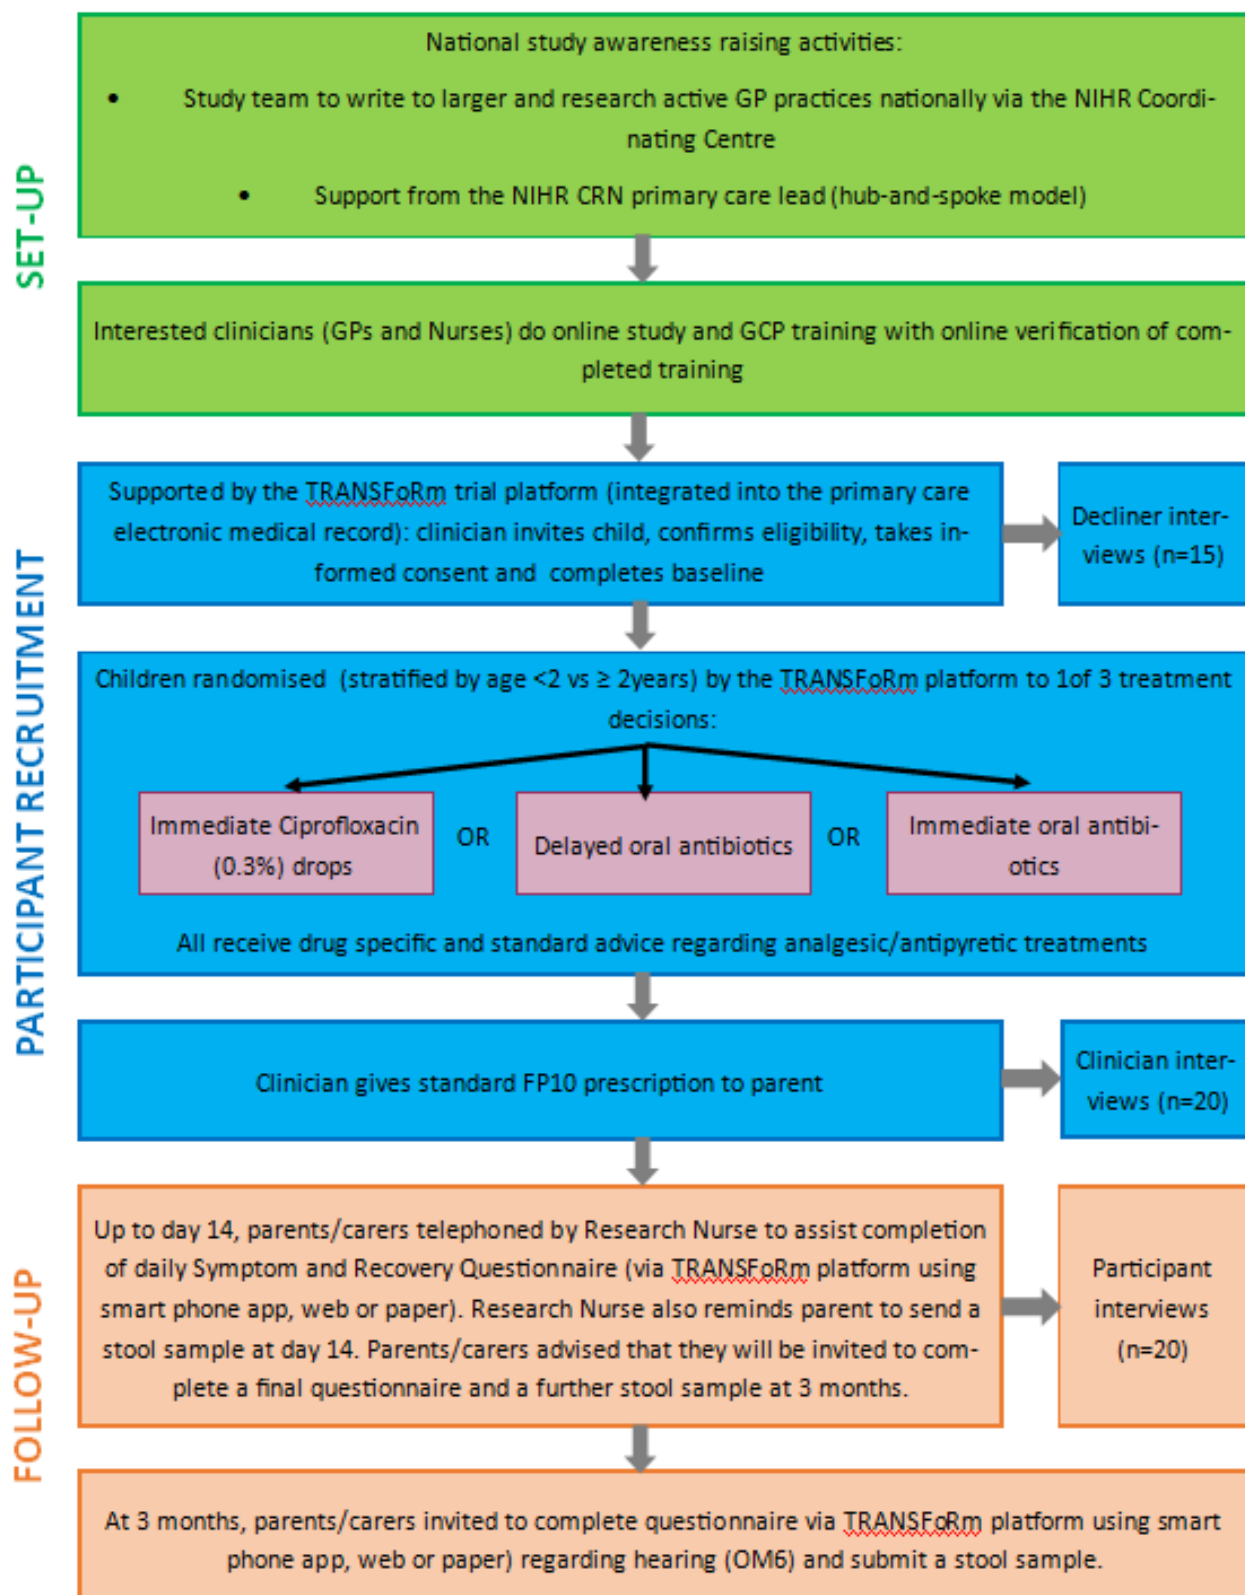 SET-UP
National study awareness raising activities:
• Study team to write to larger and research active GP practices nationally via the NIHR Coordi-
nating Centre
• Support from the NIHR CRN primary care lead (hub-and-spoke model)
Interested clinicians (GPs and Nurses) do online study and GCP training with online verification of com-
pleted training
PARTICIPANT RECRUITMENT
Supported by the TRANSFoRm trial platform (integrated into the primary care
electronic medical record): clinician invites child, confirms eligibility, takes in-
formed consent and completes baseline
Decliner inter-
views (n=15)
Children randomised (stratified by age <2 vs ≥ 2years) by the TRANSFoRm platform to 1of 3 treatment
decisions:
Immediate Ciprofloxacin
(0.3%) drops
OR
Delayed oral antibiotics
OR
Immediate oral antibi-
otics
All receive drug specific and standard advice regarding analgesic/antipyretic treatments
Clinician gives standard FP10 prescription to parent
Clinician inter-
views (n=20)
FOLLOW-UP
Up to day 14, parents/carers telephoned by Research Nurse to assist completion
of daily Symptom and Recovery Questionnaire (via TRANSFoRm platform using
smart phone app, web or paper). Research Nurse also reminds parent to send a
stool sample at day 14. Parents/carers advised that they will be invited to com-
plete a final questionnaire and a further stool sample at 3 months.
Participant
interviews
(n=20)
At 3 months, parents/carers invited to complete questionnaire via TRANSFoRm platform using smart
phone app, web or paper) regarding hearing (OM6) and submit a stool sample.